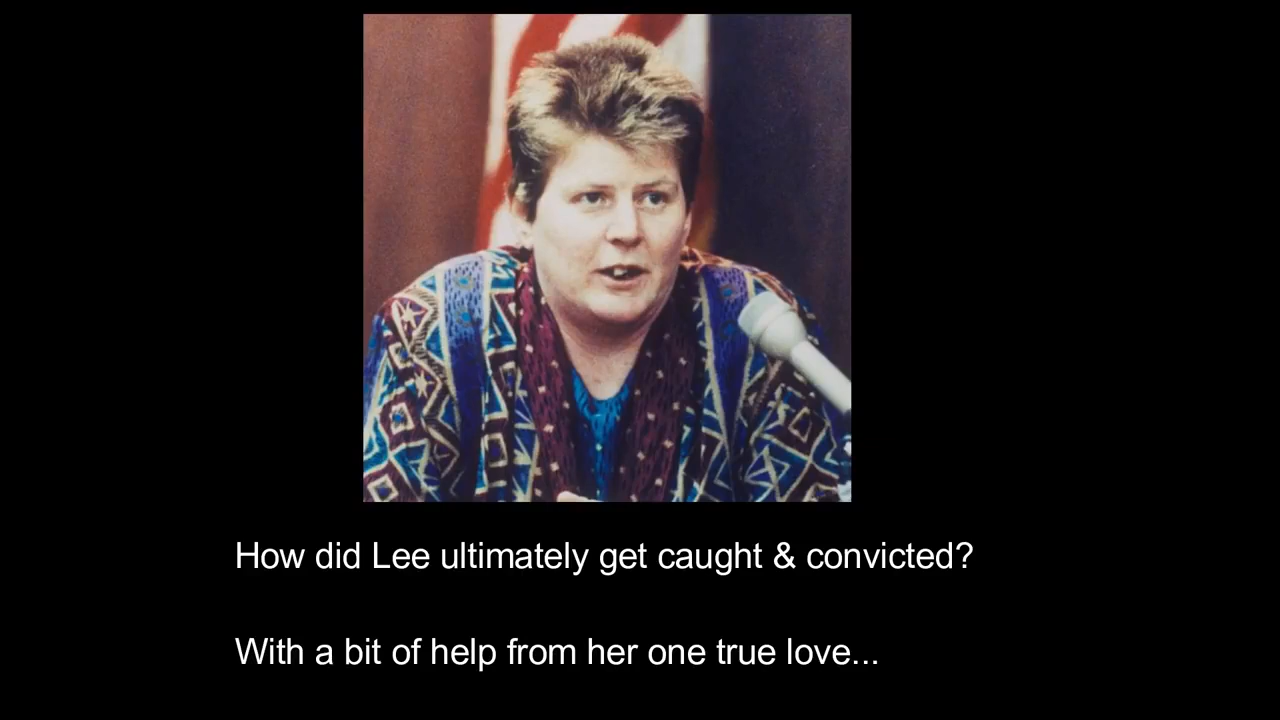 How did Lee ultimately get caught & convicted?
With a bit of help from her one true love...